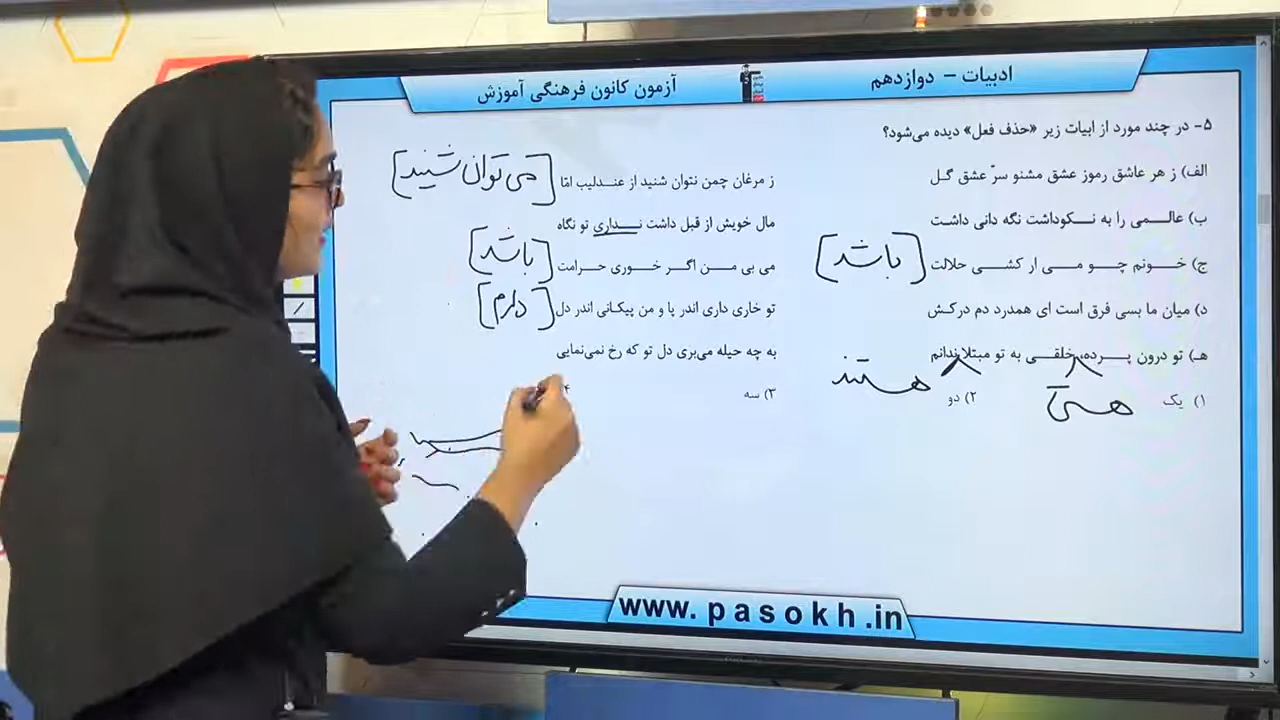 ادبیات - دوازدهم
آزمون کانون فرهنگی آموزش
۵- در چند مورد از ابیات زیر «حذف فعل» دیده می‌شود؟
الف) ز هر عاشق رموز عشق مشنو سرّ عشق گـل ز مرغان چمن نتوان شنید از عندلیب امّا [می‌توان شنید]
ب) عالمی را به نکوداشت نگه دانی داشت مال خویش از قبل داشت نداری تو نگاه
ج) خونم چو می ار کشی حلالت [باشد] می بی من اگر خوری حرامت [باشد]
د) میان ما بسی فرق است ای همدرد دم درکش تو خاری داری اندر پا و من پیکانی اندر دل [دارم]
هـ) تو درون پرده، خلقی به تو مبتلا ندانم به چه حیله می‌بری دل تو که رخ نمی‌نمایی
هستی هستند
۱) یک ۲) دو ۳) سه ۴
www.pasokh.in